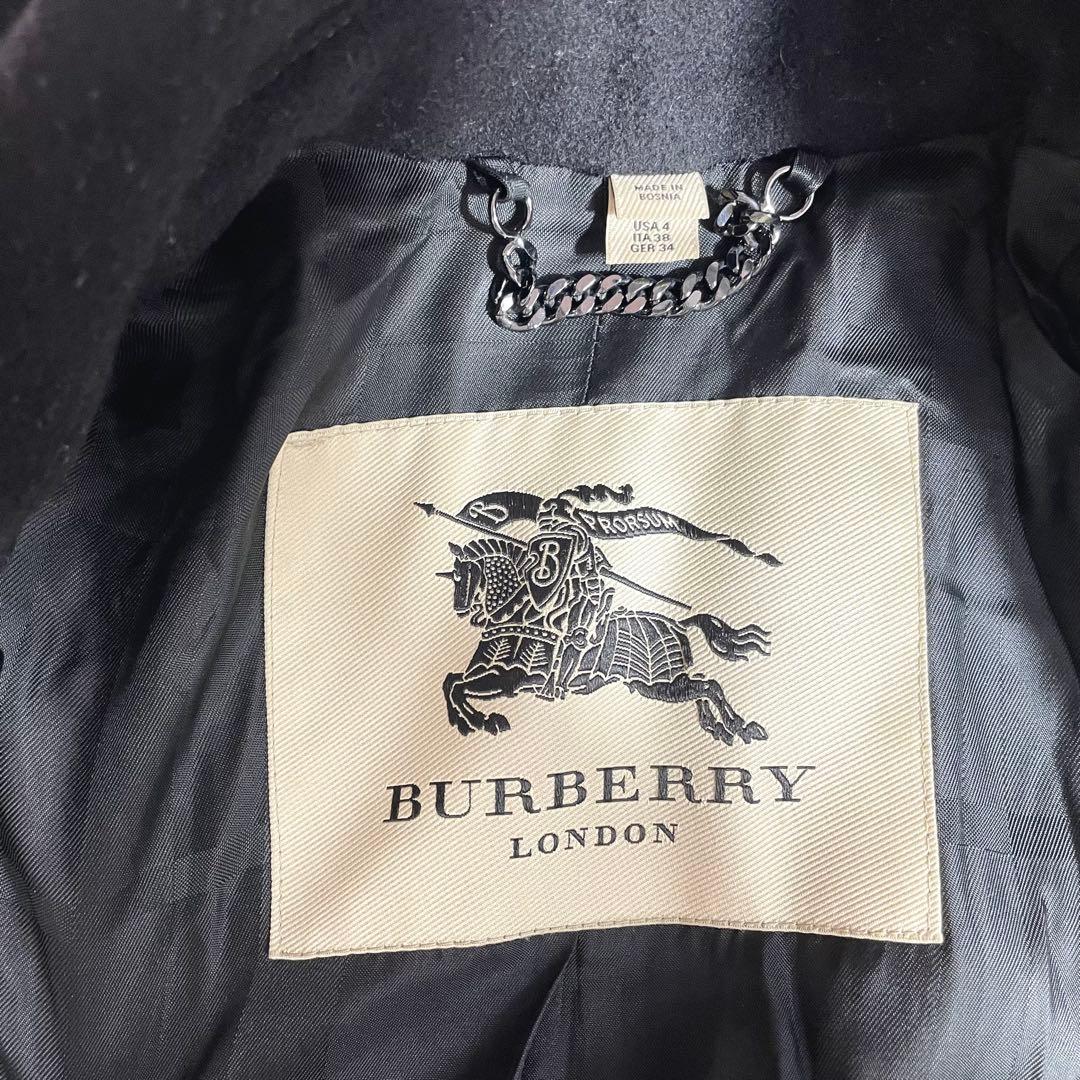 MADE IN
BOSNIA
USA 4
ITA 38
GER 34
B PRORSUM
B
BURBERRY
LONDON